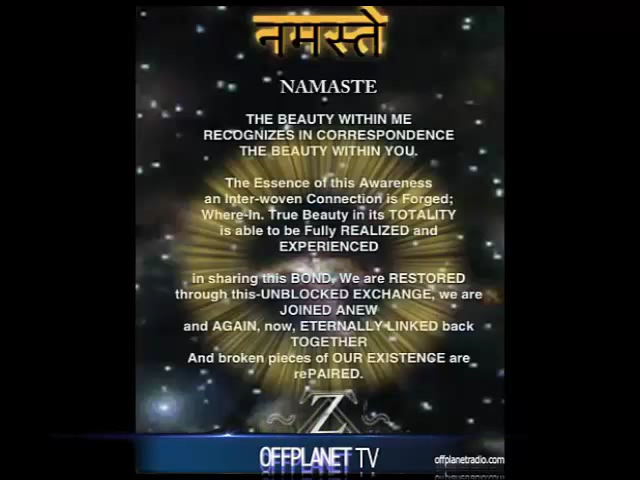 नमस्ते
NAMASTE
THE BEAUTY WITHIN ME
RECOGNIZES IN CORRESPONDENCE
THE BEAUTY WITHIN YOU.
The Essence of this Awareness
an Inter-woven Connection is Forged;
Where-In. True Beauty in its TOTALITY
is able to be Fully REALIZED and
EXPERIENCED
in sharing this BOND, We are RESTORED
through this-UNBLOCKED EXCHANGE, we are
JOINED ANEW
and AGAIN, now, ETERNALLY LINKED back
TOGETHER
And broken pieces of OUR EXISTENCE are
rePAIRED.
Z
OFFPLANET TV
offplanetradio.com